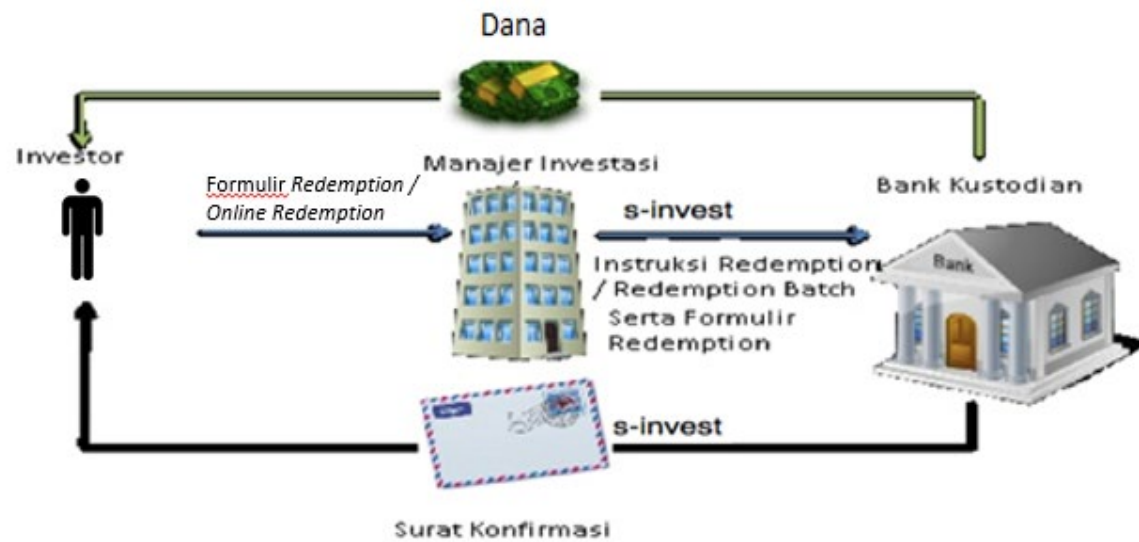 Dana
Investor
Manajer Investasi
Bank Kustodian
Formulir Redemption /
Online Redemption
s-invest
Instruksi Redemption
/ Redemption Batch
Serta Formulir
Redemption
Bank
s-invest
Surat Konfirmasi